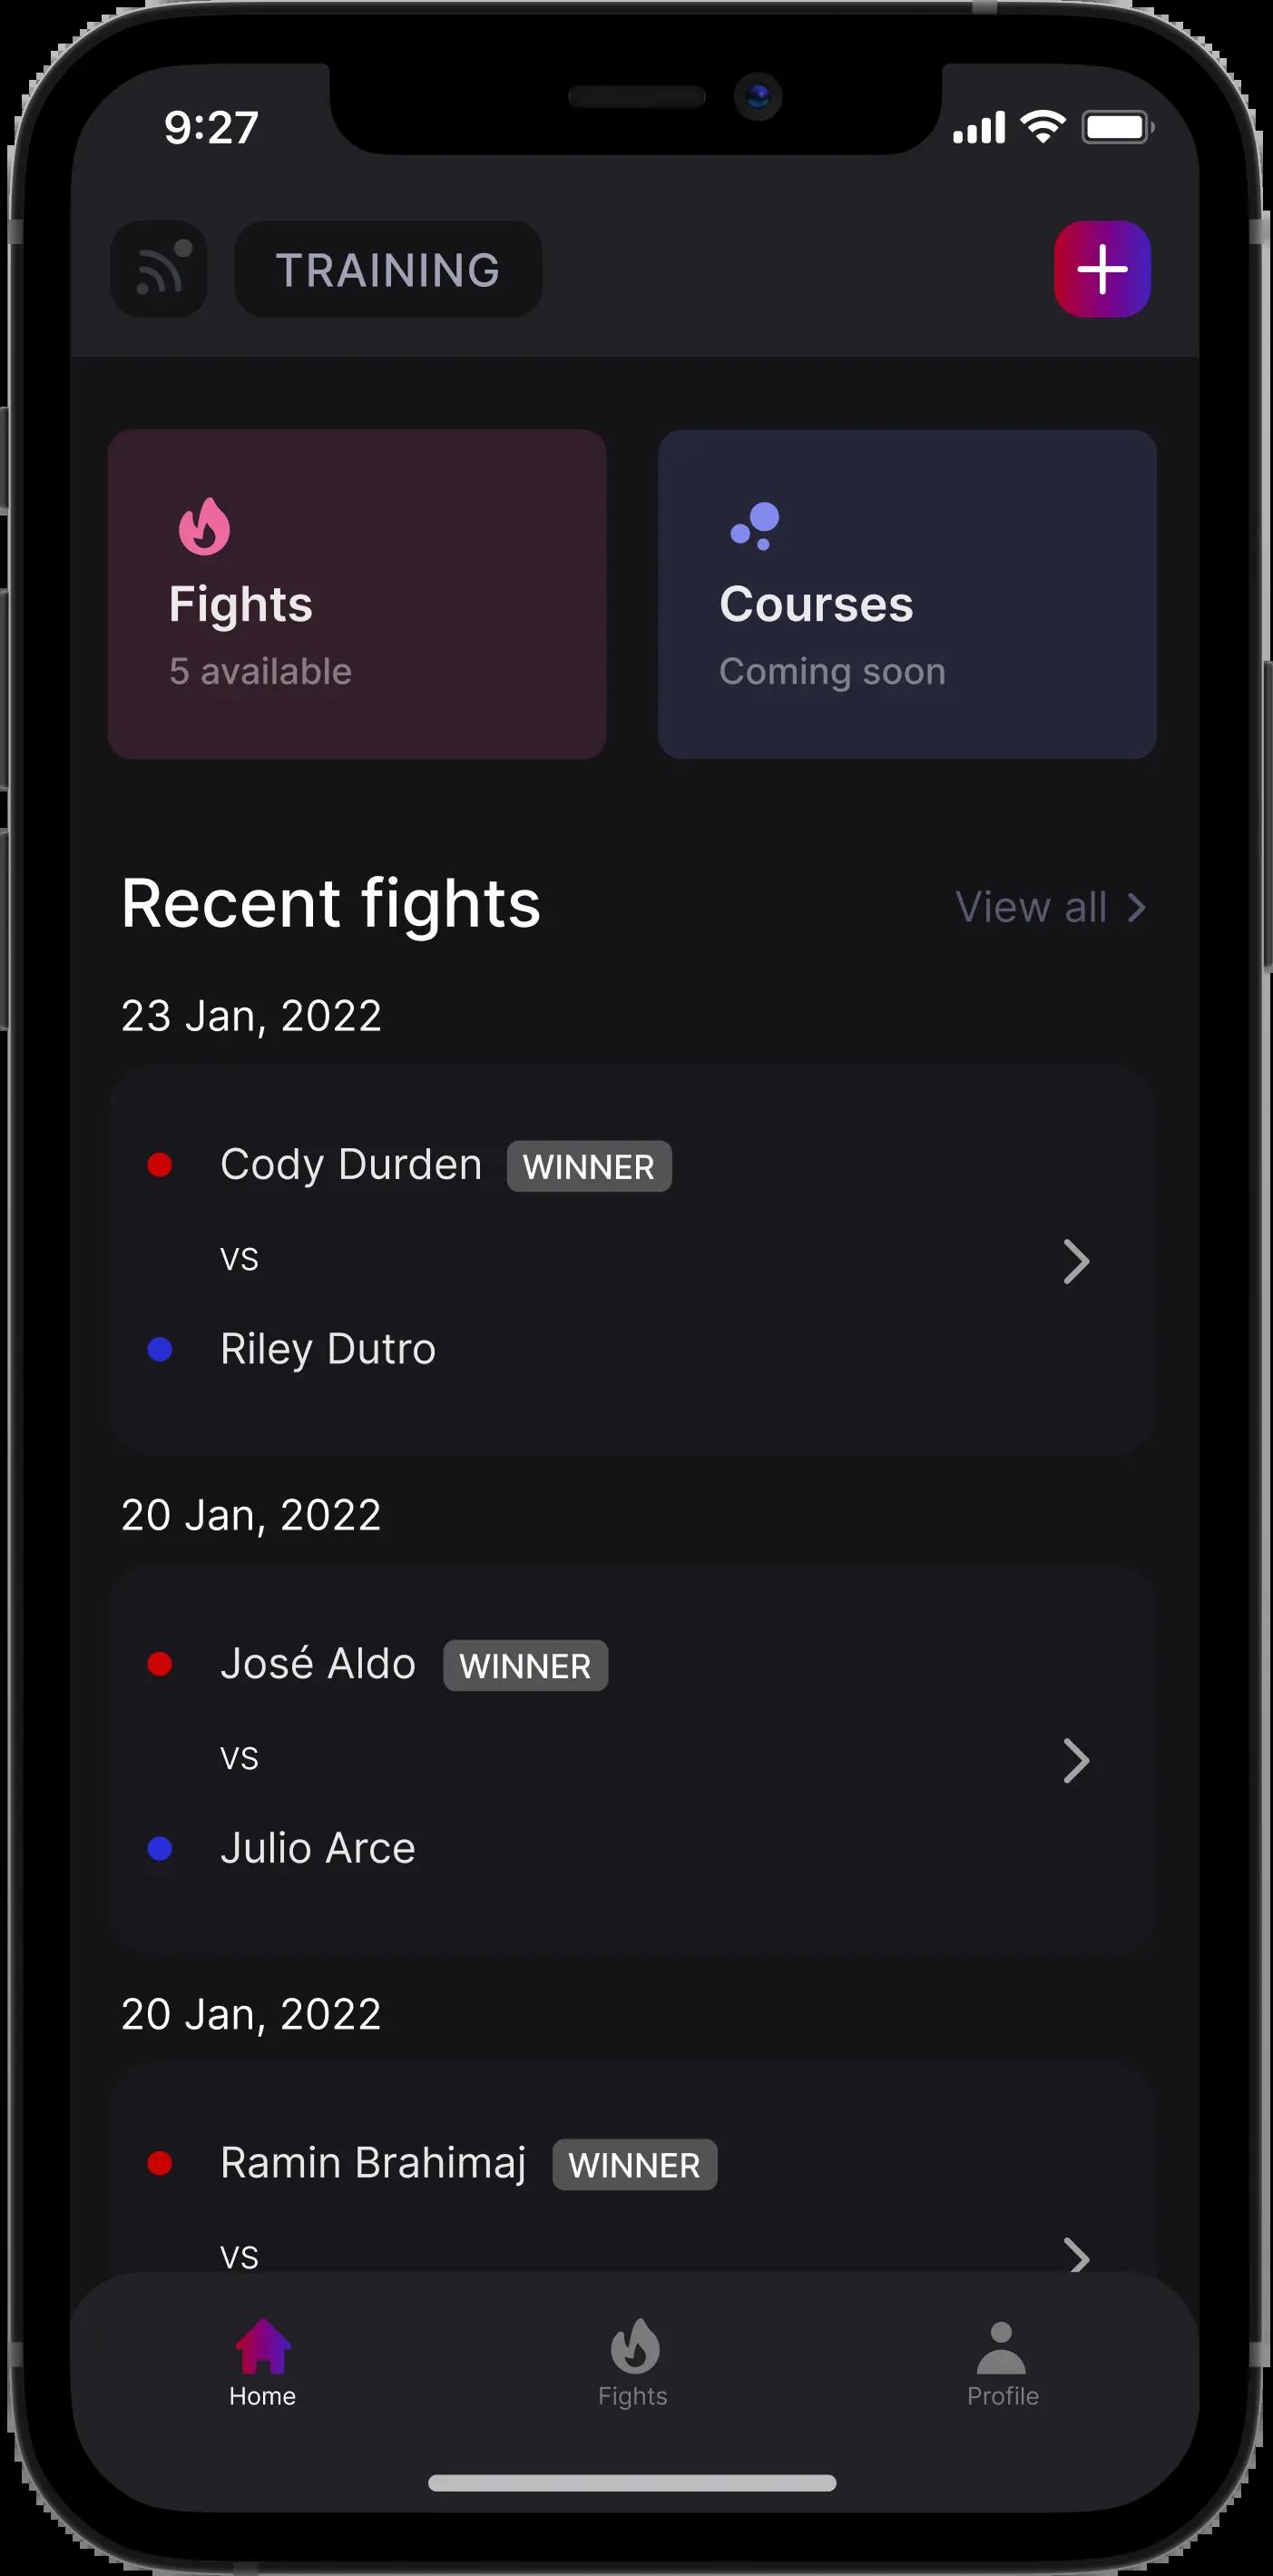 9:27
TRAINING
Fights
5 available
Courses
Coming soon
Recent fights
View all
23 Jan, 2022
Cody Durden WINNER
VS
Riley Dutro
20 Jan, 2022
José Aldo WINNER
VS
Julio Arce
20 Jan, 2022
Ramin Brahimaj WINNER
VS
Home
Fights
Profile